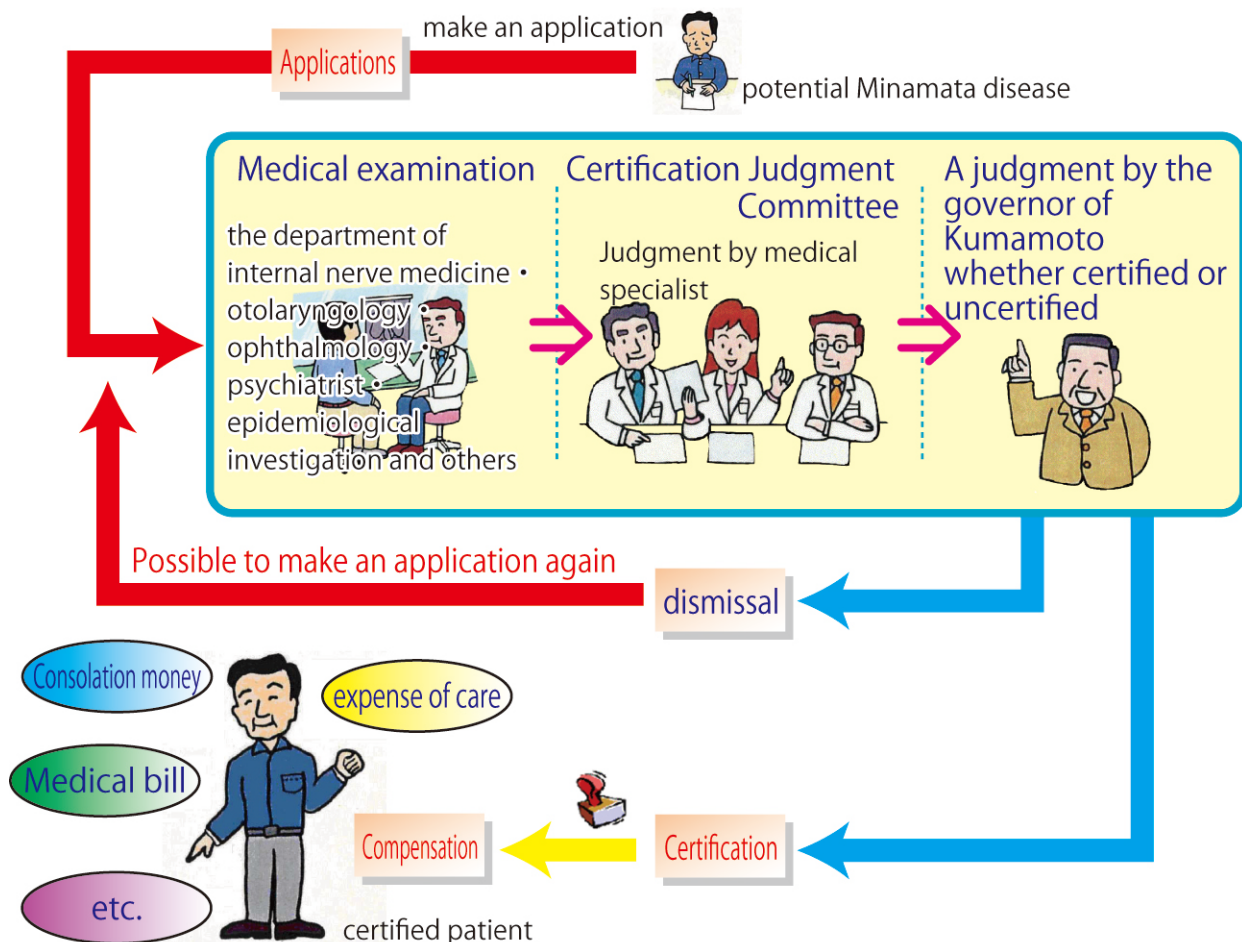 make an application
Applications
potential Minamata disease
Medical examination
the department of
internal nerve medicine・
otolaryngology・
ophthalmology・
psychiatrist・
epidemiological
investigation and others
Certification Judgment
Committee
Judgment by medical
specialist
A judgment by the
governor of
Kumamoto
whether certified or
uncertified
Possible to make an application again
dismissal
Consolation money
expense of care
Medical bill
Compensation
Certification
etc.
certified patient